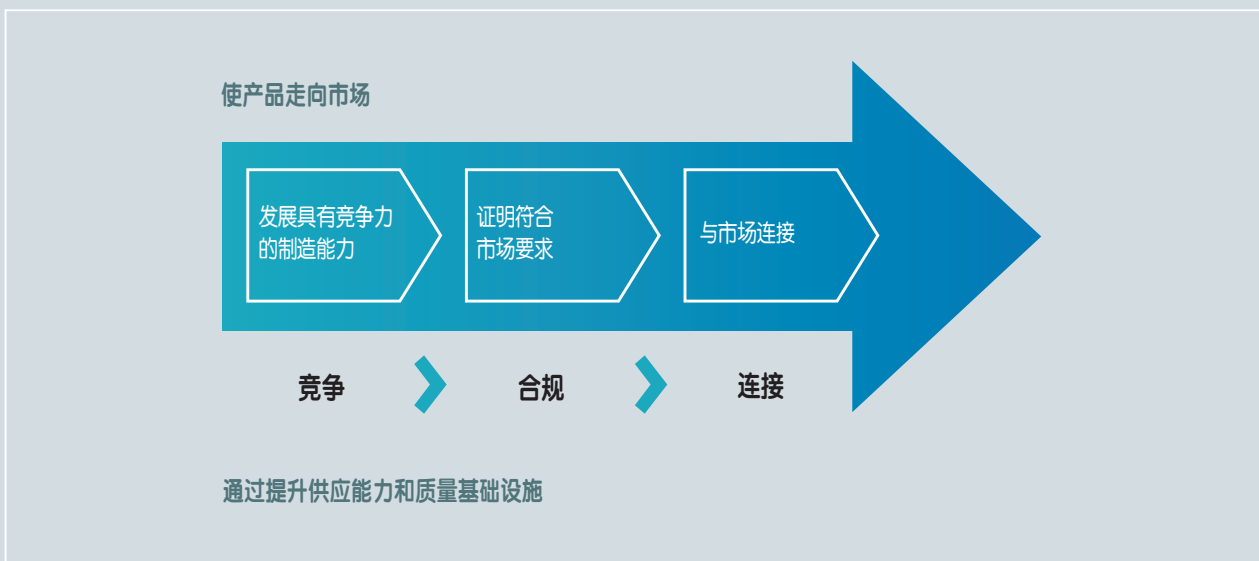 使产品走向市场
发展具有竞争力
的制造能力
证明符合
市场要求
与市场连接
竞争
合规
连接
通过提升供应能力和质量基础设施